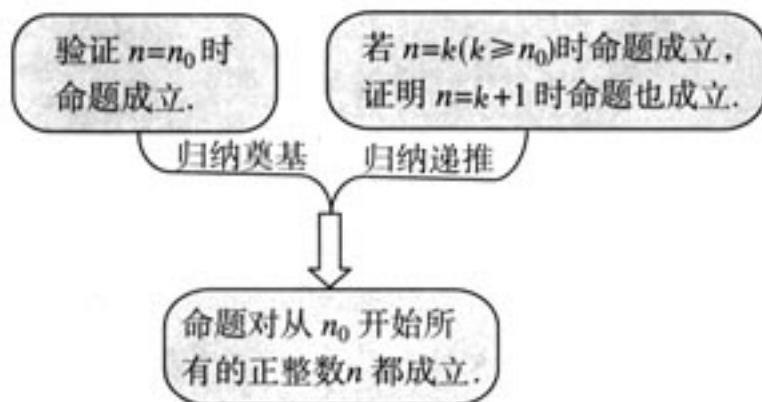 验证 n=n₀ 时
命题成立.
若 n=k(k≥n₀)时命题成立，
证明 n=k+1 时命题也成立.
归纳奠基
归纳递推
命题对从 n₀ 开始所
有的正整数n 都成立.